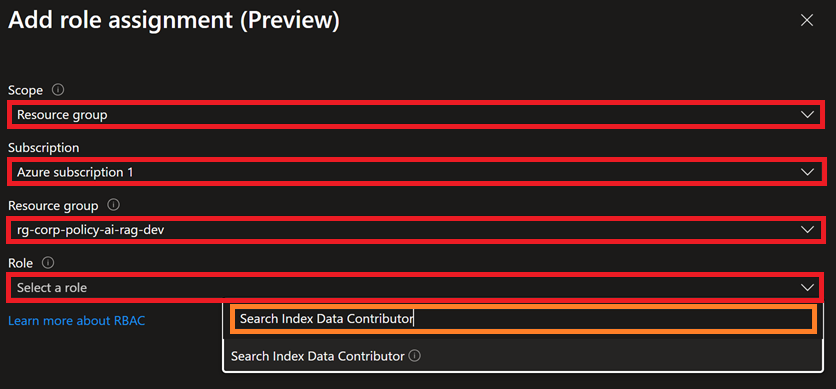 Add role assignment (Preview)
Scope
Resource group
Subscription
Azure subscription 1
Resource group
rg-corp-policy-ai-rag-dev
Role
Select a role
Learn more about RBAC
Search Index Data Contributor
Search Index Data Contributor